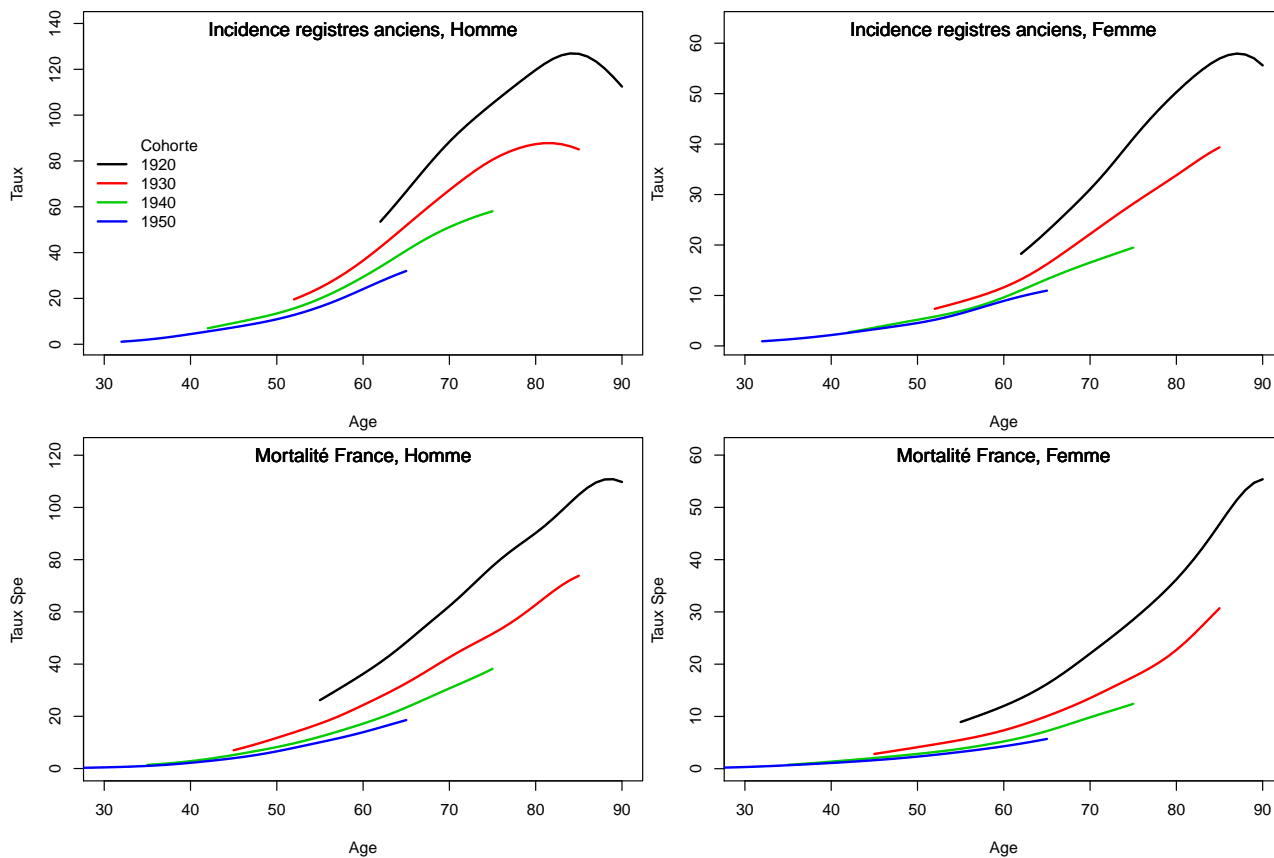 Incidence registres anciens, Homme
Taux
0 20 40 60 80 100 120 140
Cohorte
1920
1930
1940
1950
30 40 50 60 70 80 90
Age
Incidence registres anciens, Femme
Taux
0 10 20 30 40 50 60
30 40 50 60 70 80 90
Age
Mortalité France, Homme
Taux Spe
0 20 40 60 80 100 120
30 40 50 60 70 80 90
Age
Mortalité France, Femme
Taux Spe
0 10 20 30 40 50 60
30 40 50 60 70 80 90
Age